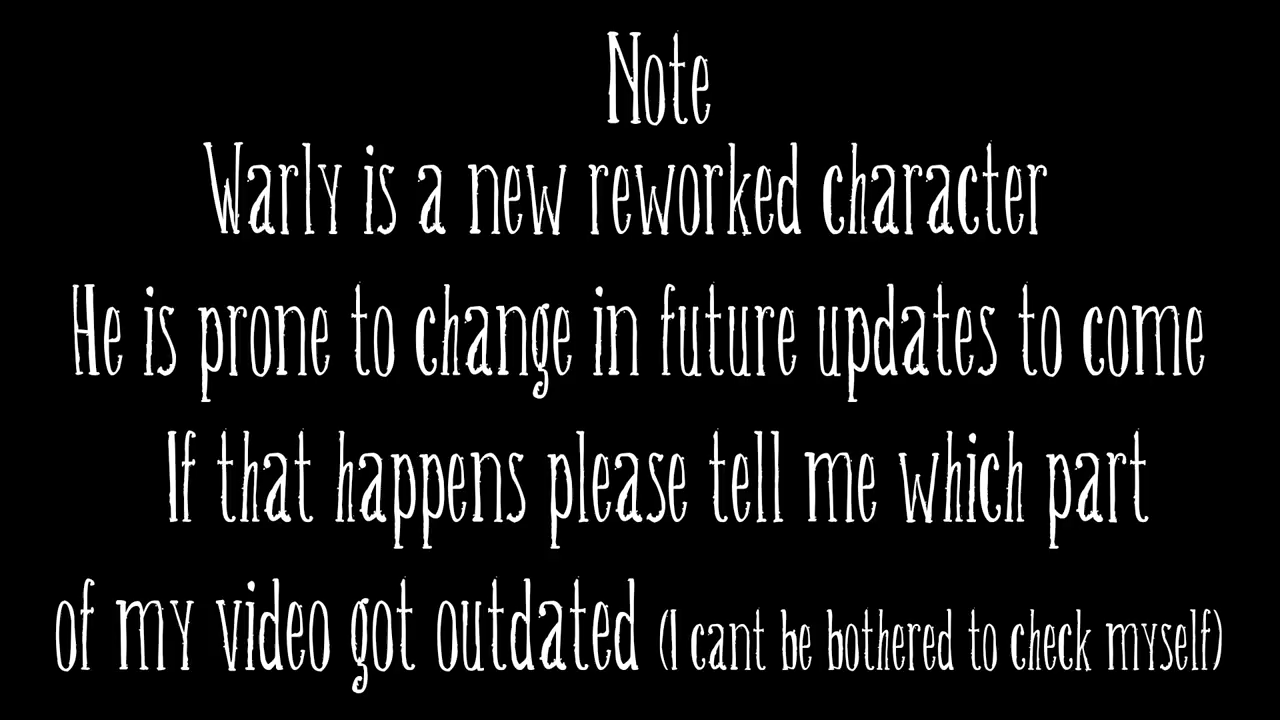 Note
Warly is a new reworked character
He is prone to change in future updates to come
If that happens please tell me which part
of my video got outdated (I cant be bothered to check myself)